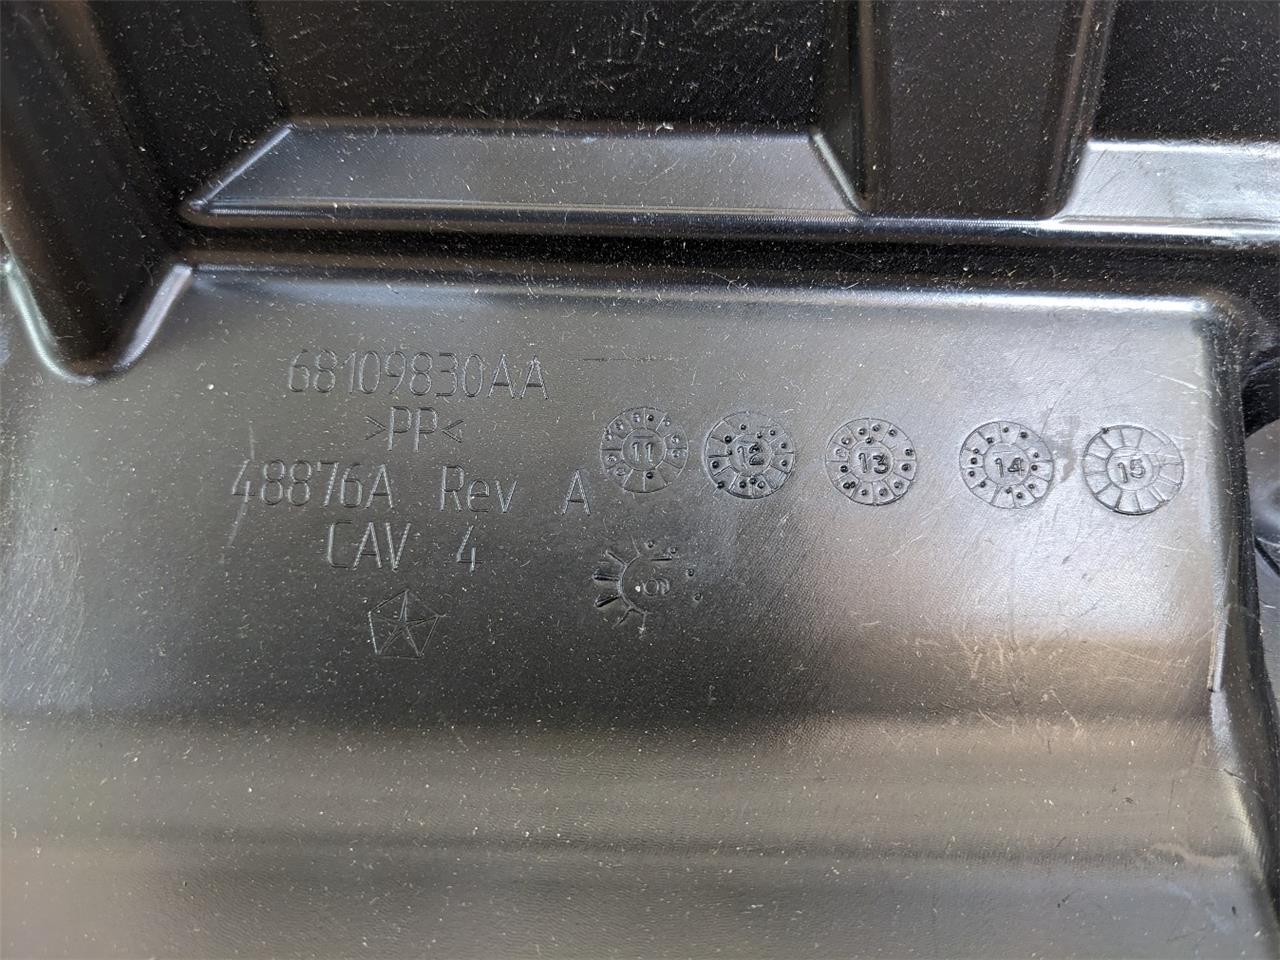 68109830AA
>PP<
48876A Rev A
CAV 4
11 12 13 14 15